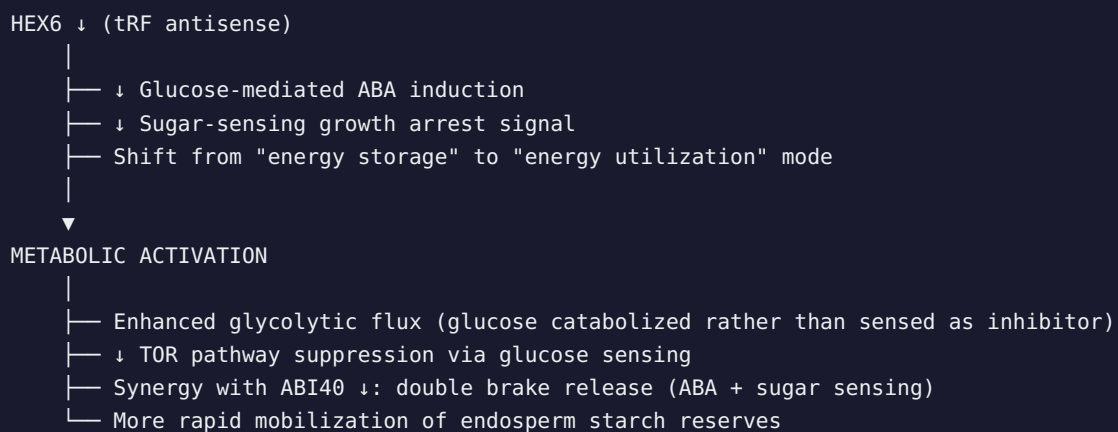 HEX6 ↓ (tRF antisense)
│
├── ↓ Glucose-mediated ABA induction
├── ↓ Sugar-sensing growth arrest signal
├── Shift from "energy storage" to "energy utilization" mode
│
▼
METABOLIC ACTIVATION
│
├── Enhanced glycolytic flux (glucose catabolized rather than sensed as inhibitor)
├── ↓ TOR pathway suppression via glucose sensing
├── Synergy with ABI40 ↓: double brake release (ABA + sugar sensing)
└── More rapid mobilization of endosperm starch reserves